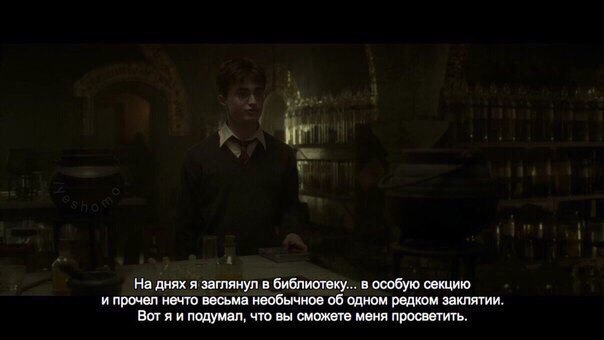 Neshomo
На днях я заглянул в библиотеку... в особую секцию
и прочел нечто весьма необычное об одном редком заклятии.
Вот я и подумал, что вы сможете меня просветить.